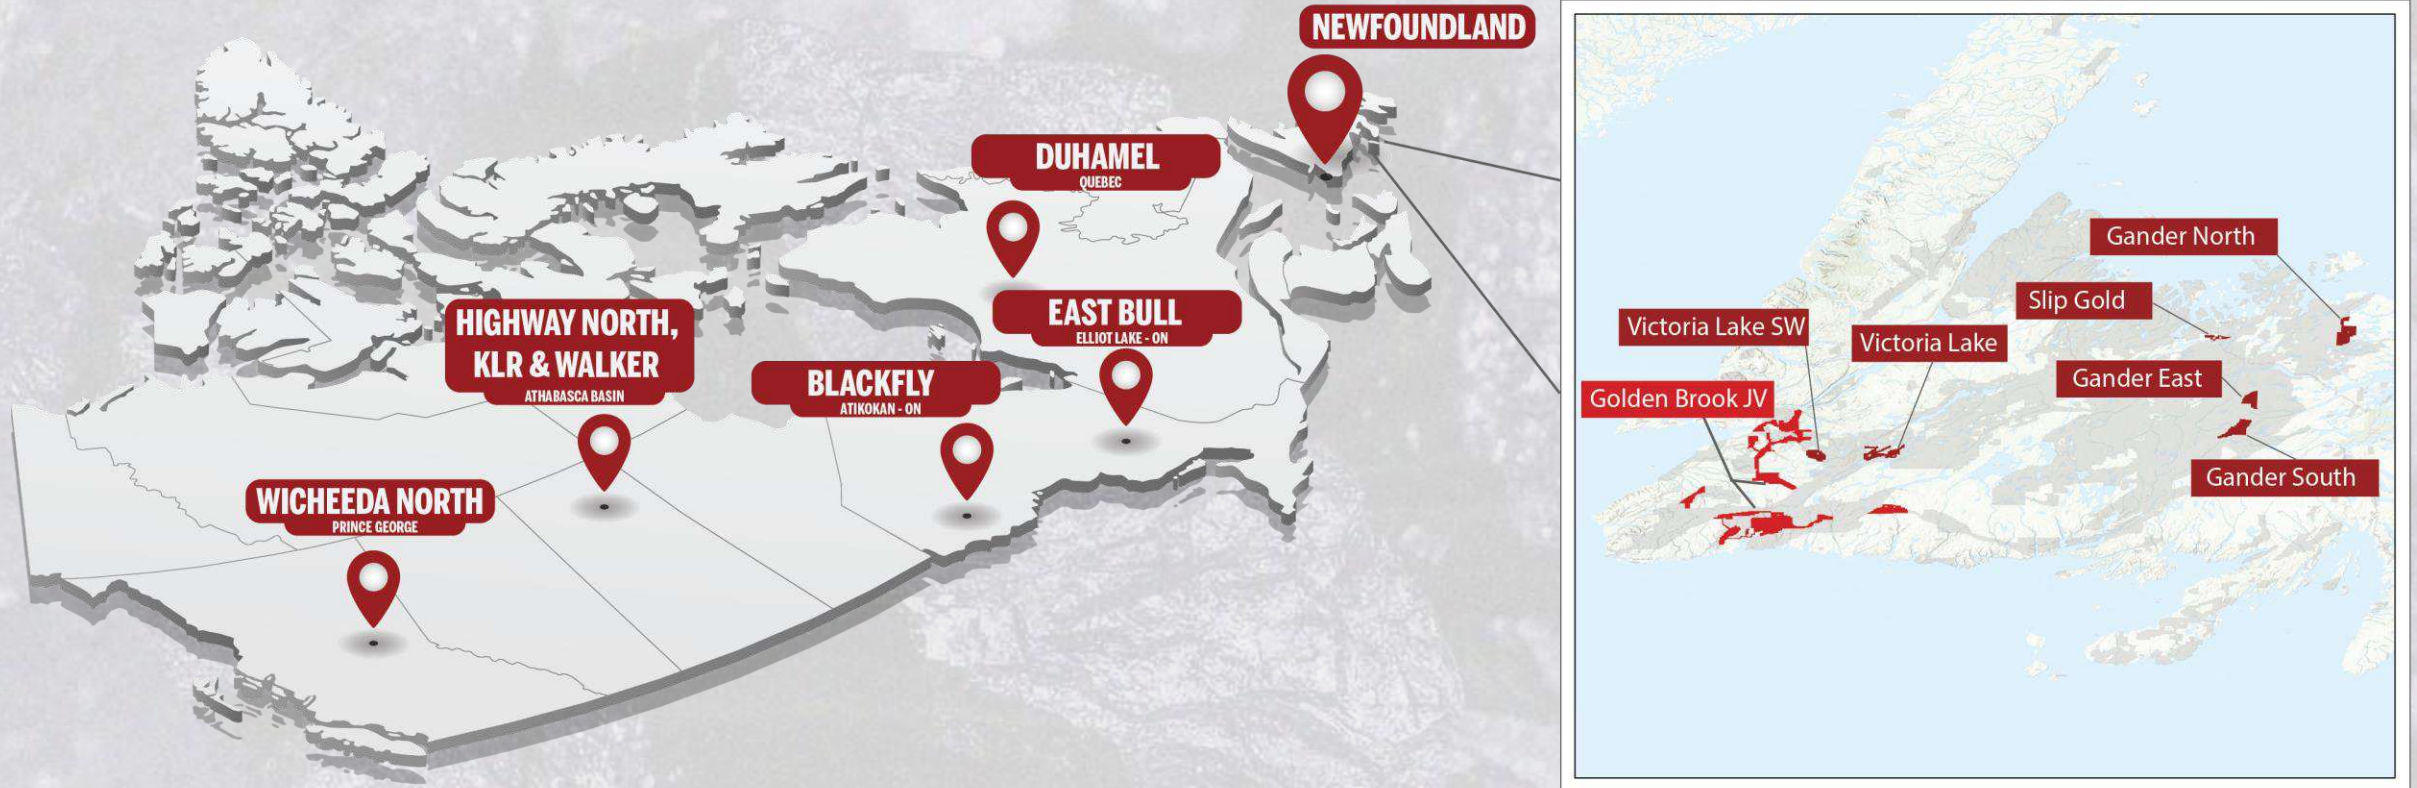 NEWFOUNDLAND
DUHAMEL
QUEBEC
EAST BULL
ELLIOT LAKE - ON
HIGHWAY NORTH,
KLR & WALKER
ATHABASCA BASIN
BLACKFLY
ATIKOKAN - ON
WICHEEDA NORTH
PRINCE GEORGE
Gander North
Slip Gold
Victoria Lake SW
Victoria Lake
Gander East
Golden Brook JV
Gander South